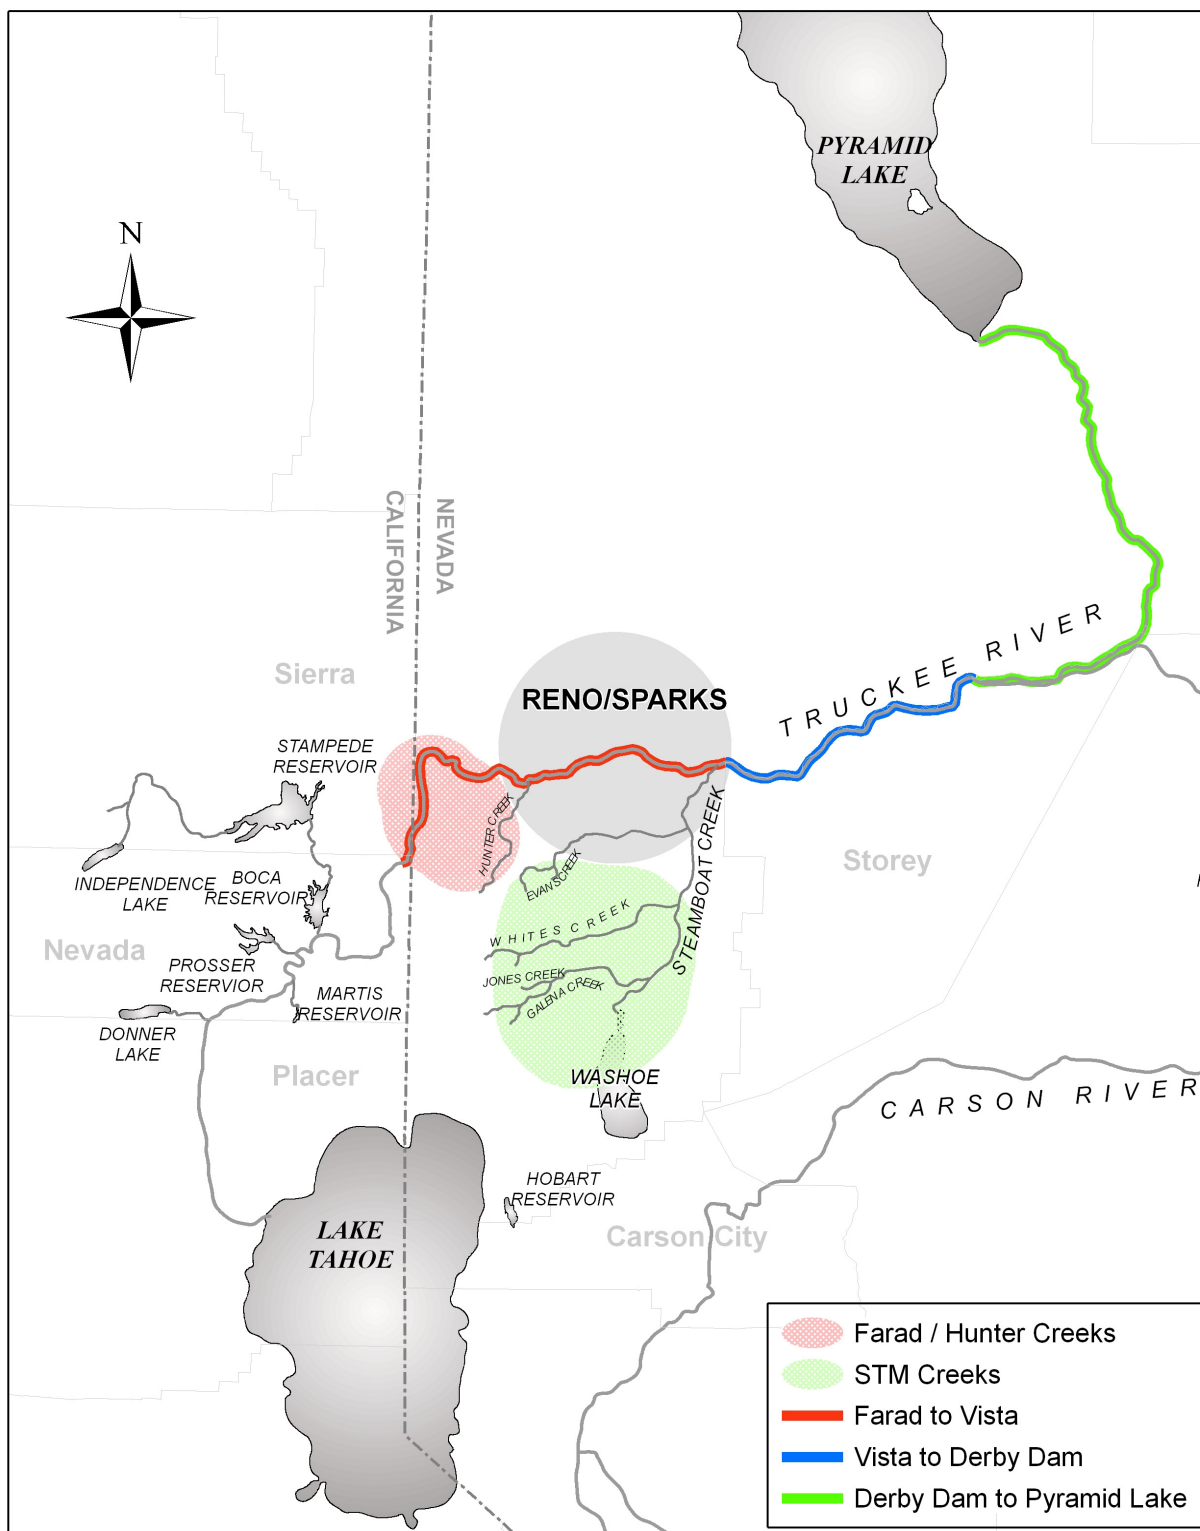 PYRAMID
LAKE
N
CALIFORNIA
NEVADA
Sierra
RENO/SPARKS
TRUCKEE RIVER
STAMPEDE
RESERVOIR
HUNTER CREEK
STEAMBOAT CREEK
EVANS CREEK
Storey
INDEPENDENCE
LAKE
BOCA
RESERVOIR
WHITES CREEK
Nevada
PROSSER
RESERVIOR
JONES CREEK
GALENA CREEK
MARTIS
RESERVOIR
DONNER
LAKE
Placer
WASHOE
LAKE
CARSON RIVER
HOBART
RESERVOIR
LAKE
TAHOE
Carson City
Farad / Hunter Creeks
STM Creeks
Farad to Vista
Vista to Derby Dam
Derby Dam to Pyramid Lake